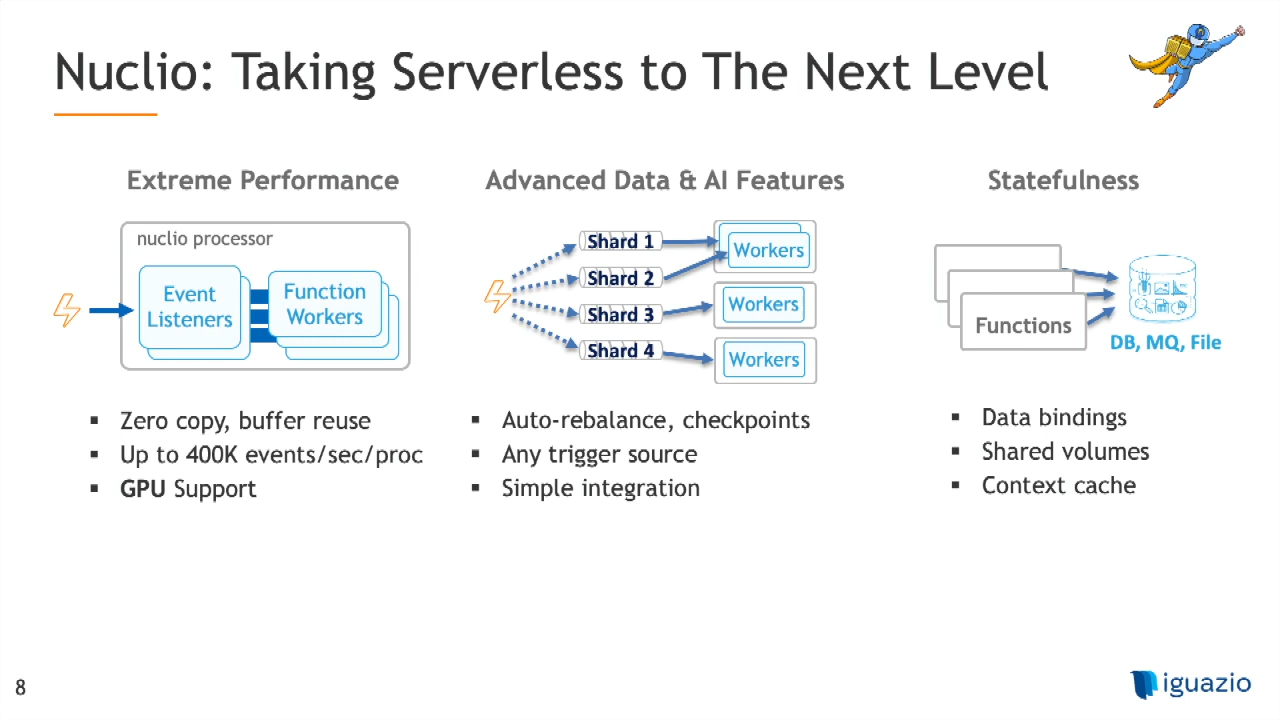 Nuclio: Taking Serverless to The Next Level
Extreme Performance
nuclio processor
Event
Listeners
Function
Workers
▪ Zero copy, buffer reuse
▪ Up to 400K events/sec/proc
▪ GPU Support
Advanced Data & AI Features
Shard 1
Shard 2
Shard 3
Shard 4
Workers
Workers
Workers
▪ Auto-rebalance, checkpoints
▪ Any trigger source
▪ Simple integration
Statefulness
Functions
DB, MQ, File
▪ Data bindings
▪ Shared volumes
▪ Context cache
8
iguazio